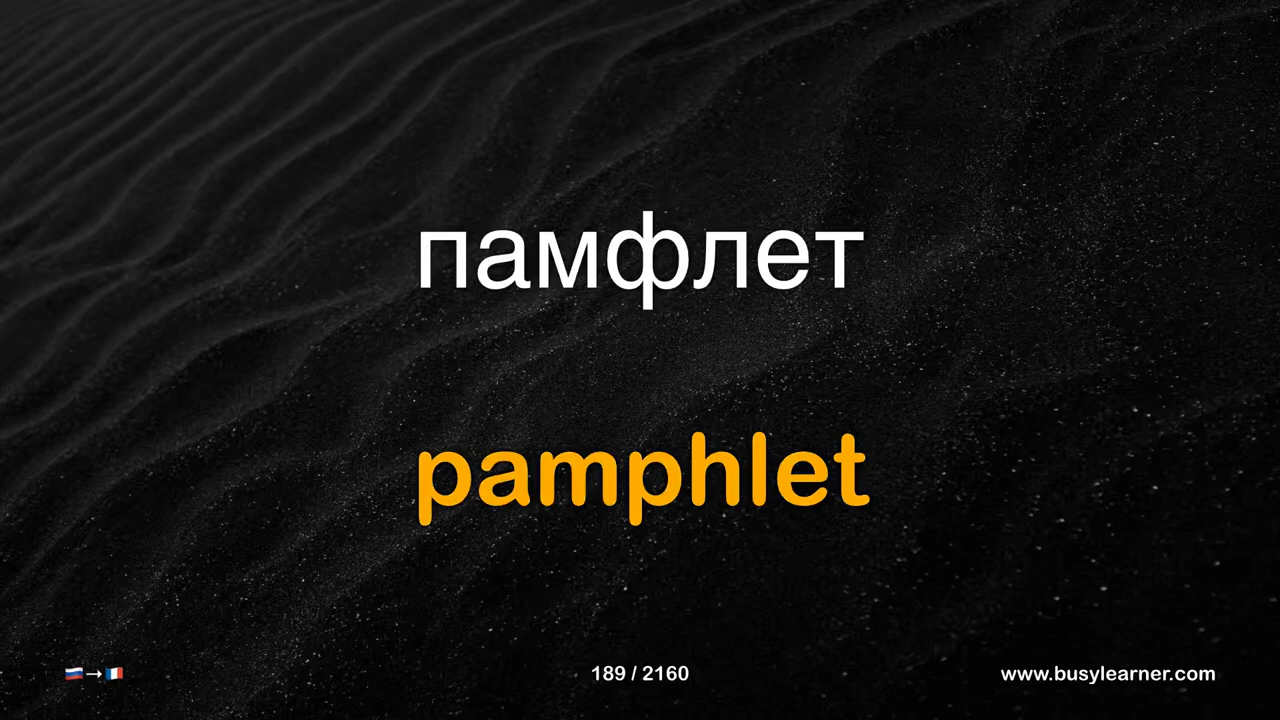 памфлет
pamphlet
🇷🇺→🇫🇷
189 / 2160
www.busylearner.com